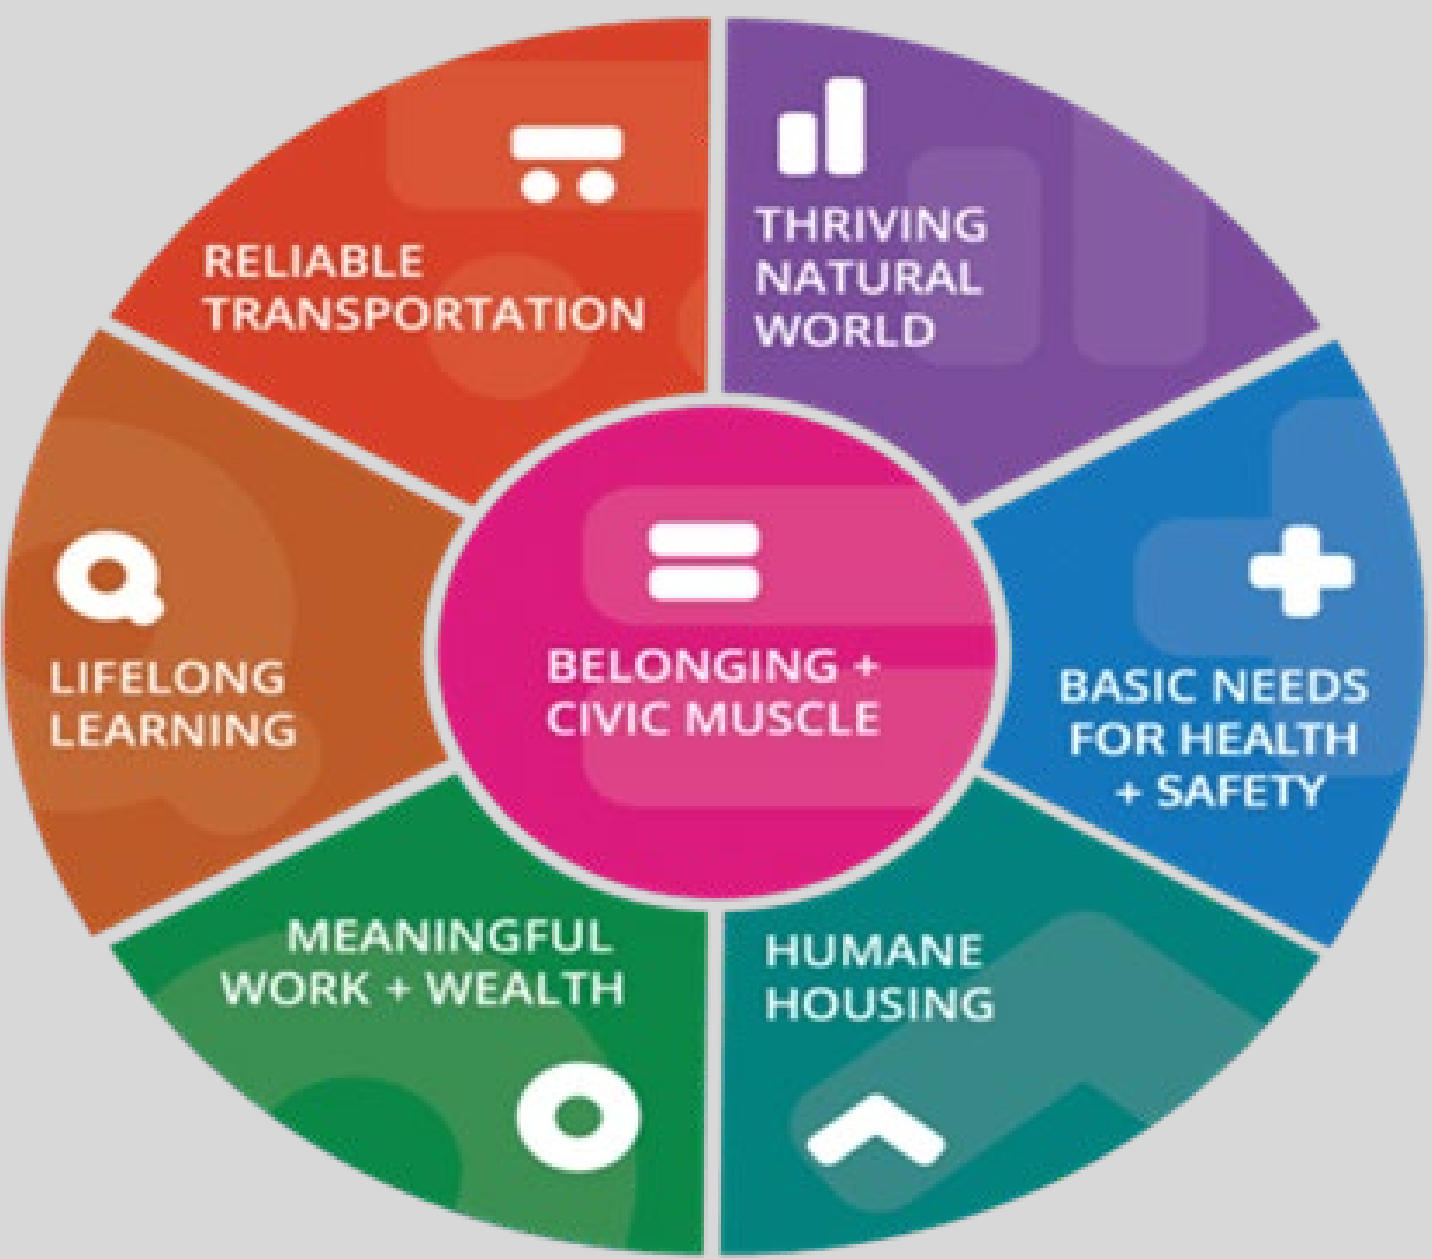 RELIABLE
TRANSPORTATION
THRIVING
NATURAL
WORLD
LIFELONG
LEARNING
BELONGING +
CIVIC MUSCLE
BASIC NEEDS
FOR HEALTH
+ SAFETY
MEANINGFUL
WORK + WEALTH
HUMANE
HOUSING